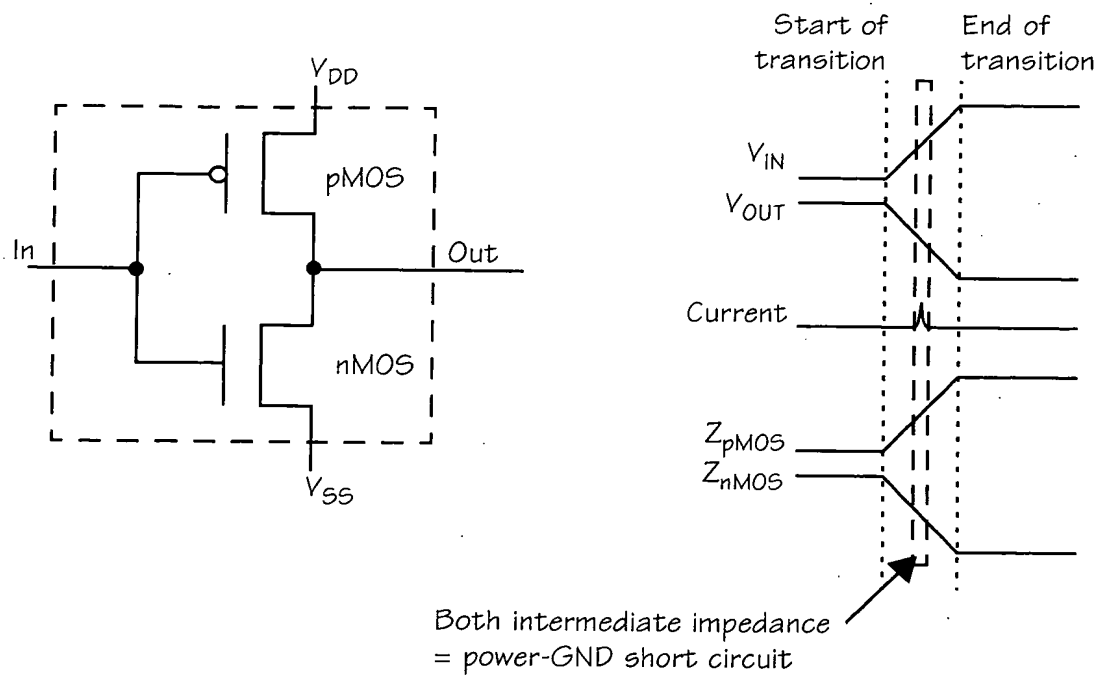 V_DD
pMOS
In
Out
nMOS
V_SS
Start of
transition
End of
transition
V_IN
V_OUT
Current
Z_pMOS
Z_nMOS
Both intermediate impedance
= power-GND short circuit